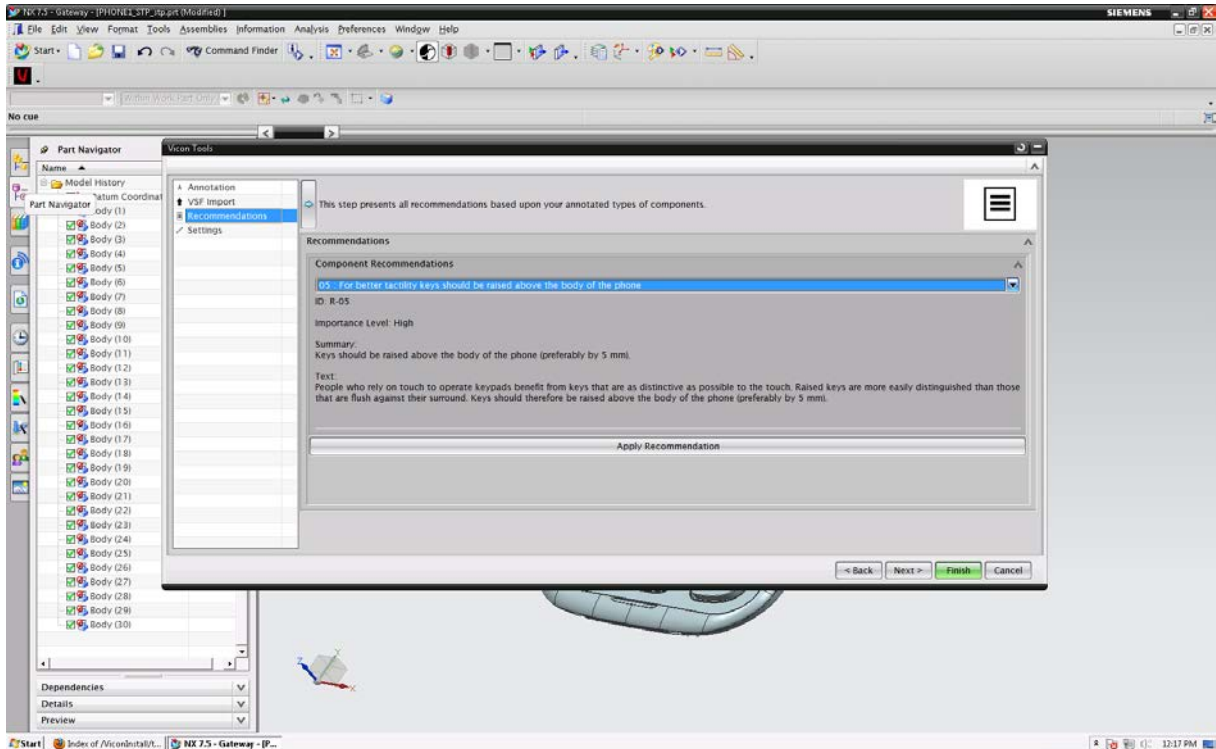 NX 7.5 - Gateway - [PHONE1_STP_stp.prt (Modified) ]
SIEMENS
File Edit View Format Tools Assemblies Information Analysis Preferences Window Help
Start
Command Finder
Within Work Part Only
No cue
Part Navigator
Name
Model History
Datum Coordinat
Part Navigator
Body (1)
Body (2)
Body (3)
Body (4)
Body (5)
Body (6)
Body (7)
Body (8)
Body (9)
Body (10)
Body (11)
Body (12)
Body (13)
Body (14)
Body (15)
Body (16)
Body (17)
Body (18)
Body (19)
Body (20)
Body (21)
Body (22)
Body (23)
Body (24)
Body (25)
Body (26)
Body (27)
Body (28)
Body (29)
Body (30)
Dependencies
Details
Preview
Vicon Tools
Annotation
VSF Import
Recommendations
Settings
This step presents all recommendations based upon your annotated types of components.
Recommendations
Component Recommendations
05 : For better tactility keys should be raised above the body of the phone
ID: R-05
Importance Level: High
Summary:
Keys should be raised above the body of the phone (preferably by 5 mm).
Text:
People who rely on touch to operate keypads benefit from keys that are as distinctive as possible to the touch. Raised keys are more easily distinguished than those
that are flush against their surround. Keys should therefore be raised above the body of the phone (preferably by 5 mm).
Apply Recommendation
< Back Next > Finish Cancel
Z Y X
Start Index of /ViconInstall/t... NX 7.5 - Gateway - [P...
12:17 PM